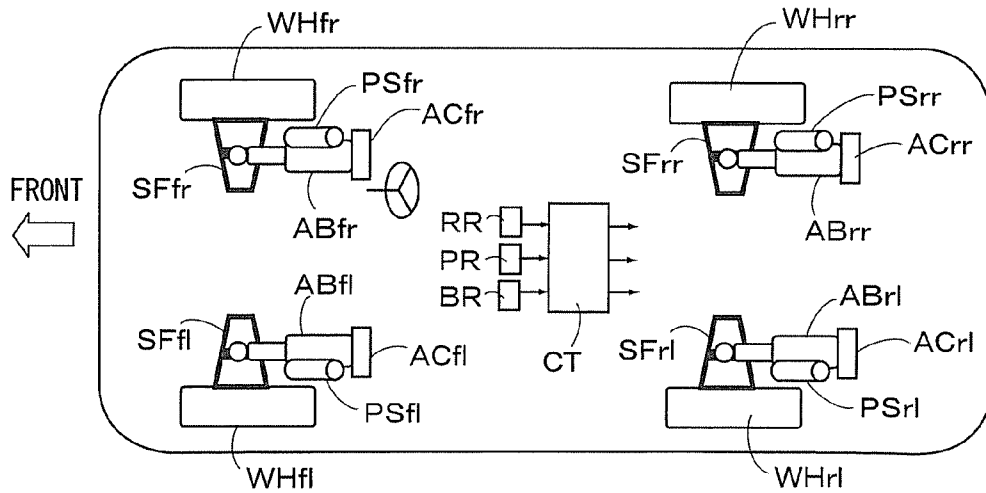 WHfr
WHrr
PSfr
PSrr
ACfr
ACrr
SFfr
SFrr
FRONT
ABfr
ABrr
RR
PR
BR
CT
ABfl
ABrl
SFfl
SFrl
ACfl
ACrl
PSfl
PSrl
WHfl
WHrl